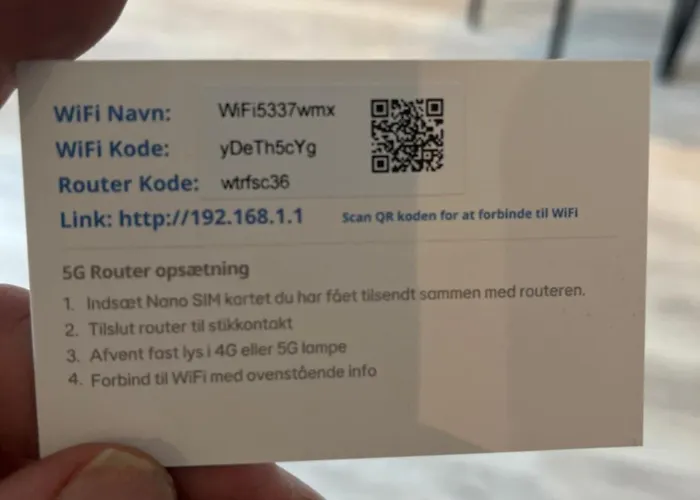 WiFi Navn: WiFi5337wmx
WiFi Kode: yDeTh5cYg
Router Kode: wtrfsc36
Link: http://192.168.1.1 Scan QR koden for at forbinde til WiFi
5G Router opsætning
1. Indsæt Nano SIM kortet du har fået tilsendt sammen med routeren.
2. Tilslut router til stikkontakt
3. Afvent fast lys i 4G eller 5G lampe
4. Forbind til WiFi med ovenstående info